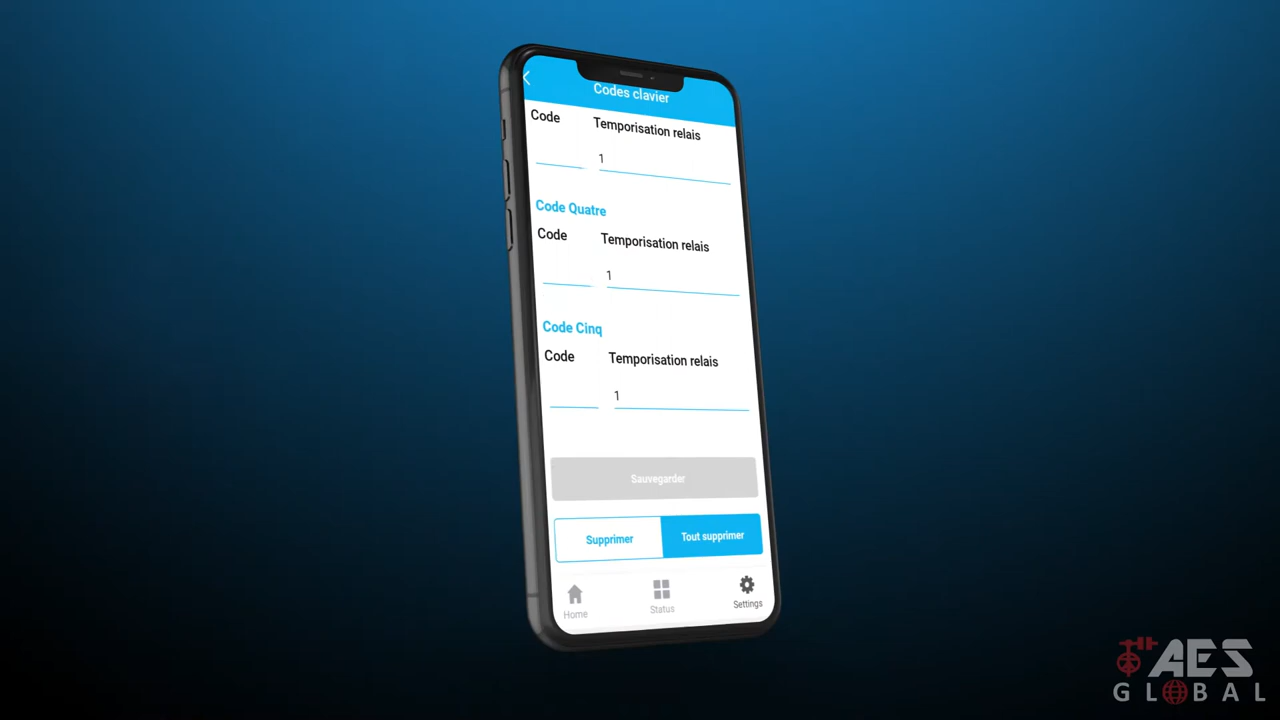 Codes clavier
Code Temporisation relais
1
Code Quatre
Code Temporisation relais
1
Code Cinq
Code Temporisation relais
1
Sauvegarder
Supprimer Tout supprimer
Home Status Settings
AES
GLOBAL